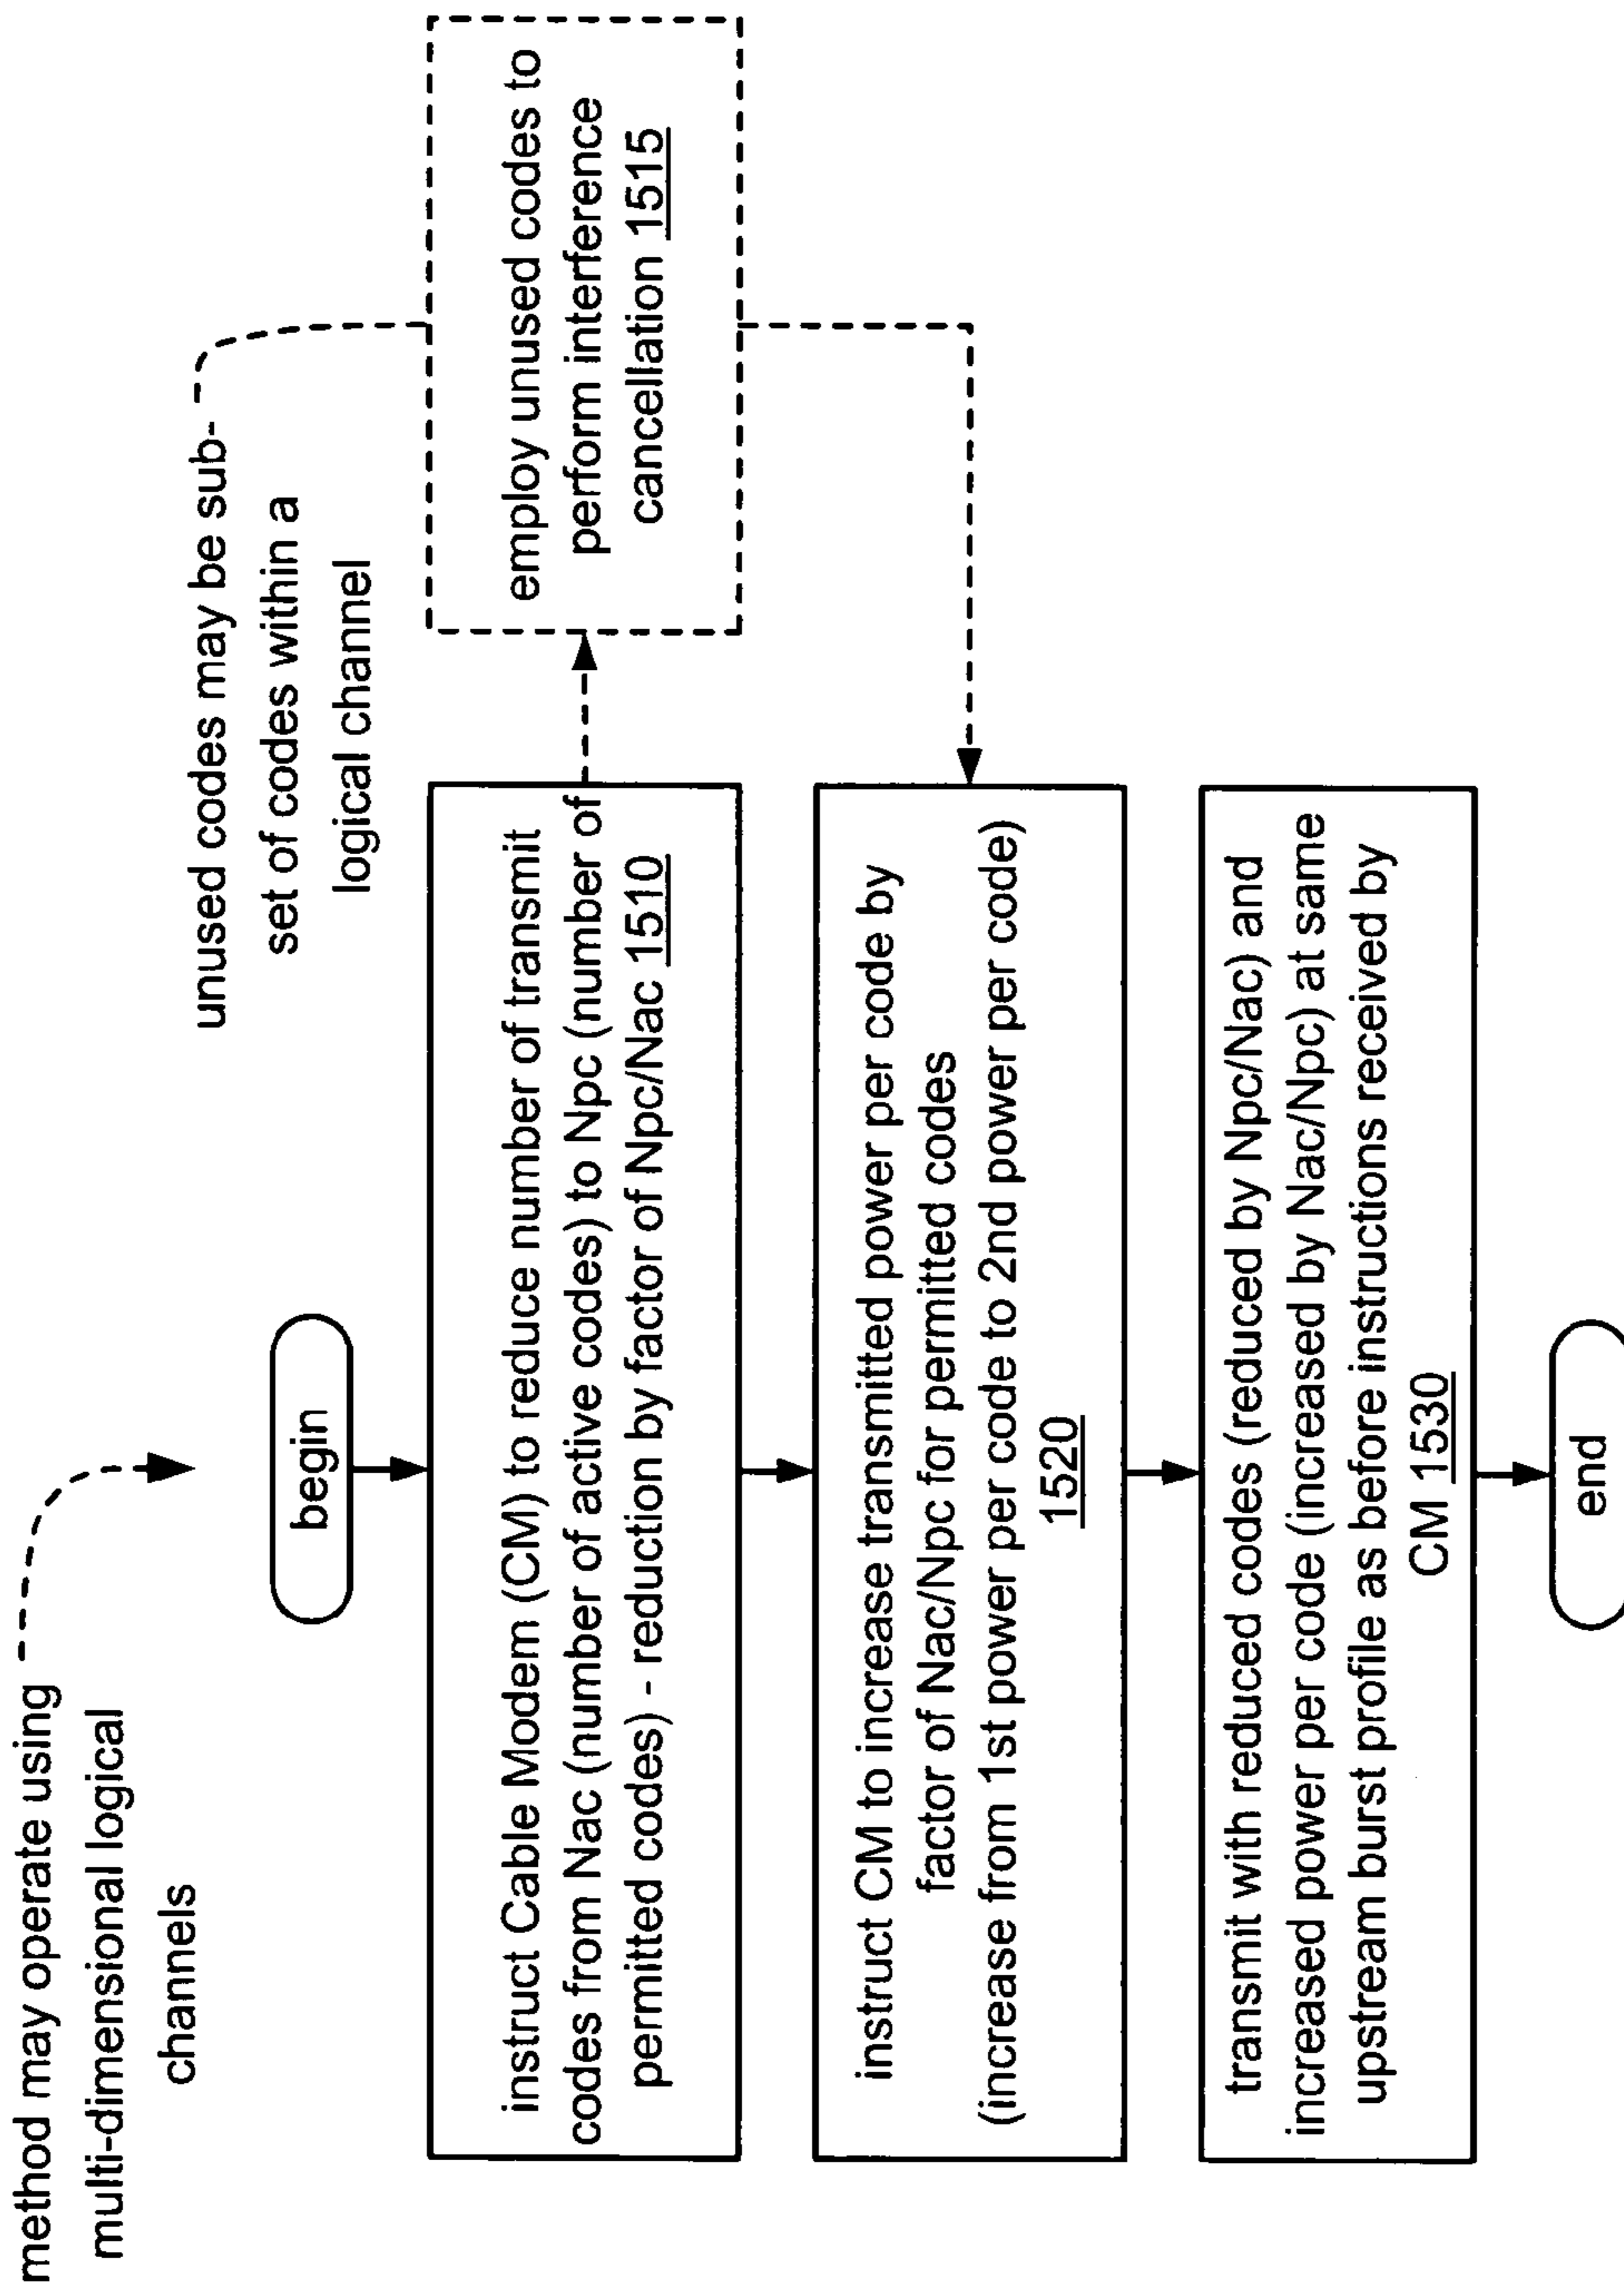 method may operate using
multi-dimensional logical
channels
unused codes may be sub-
set of codes within a
logical channel
begin
instruct Cable Modem (CM) to reduce number of transmit
codes from Nac (number of active codes) to Npc (number of
permitted codes) - reduction by factor of Npc/Nac 1510
employ unused codes to
perform interference
cancellation 1515
instruct CM to increase transmitted power per code by
factor of Nac/Npc for permitted codes
(increase from 1st power per code to 2nd power per code)
1520
transmit with reduced codes (reduced by Npc/Nac) and
increased power per code (increased by Nac/Npc) at same
upstream burst profile as before instructions received by
CM 1530
end